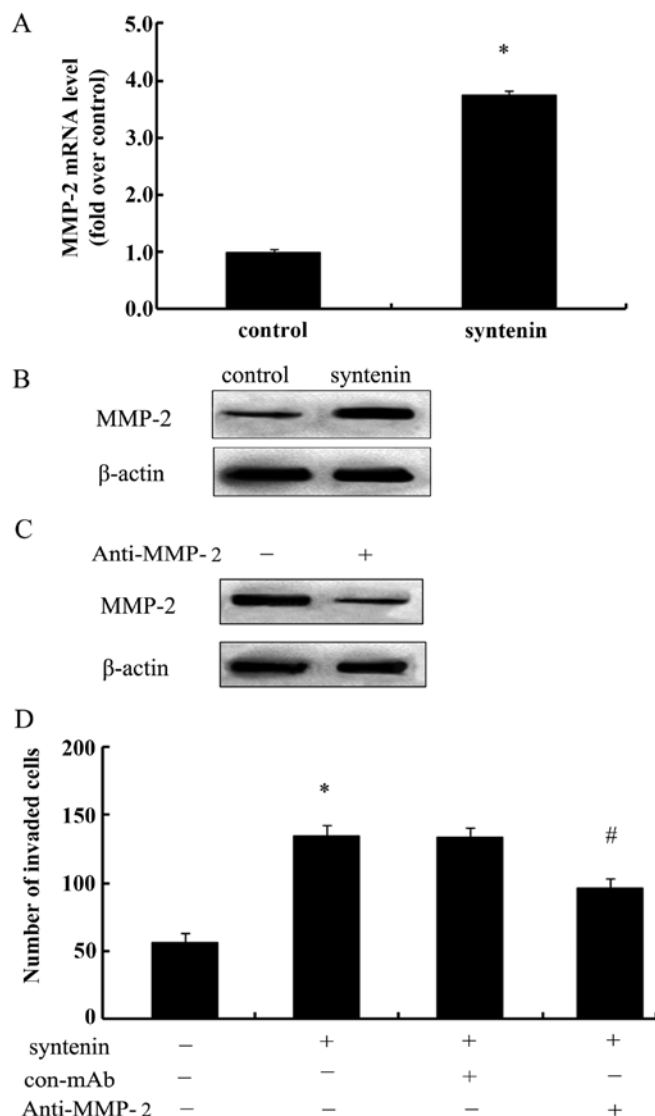 A
MMP-2 mRNA level
(fold over control)
5.0
4.0
3.0
2.0
1.0
0.0
*
control
syntenin
B
control syntenin
MMP-2
β-actin
C
Anti-MMP-2 − +
MMP-2
β-actin
D
Number of invaded cells
200
150
100
50
0
*
#
syntenin − + + +
con-mAb − − + −
Anti-MMP-2 − − − +